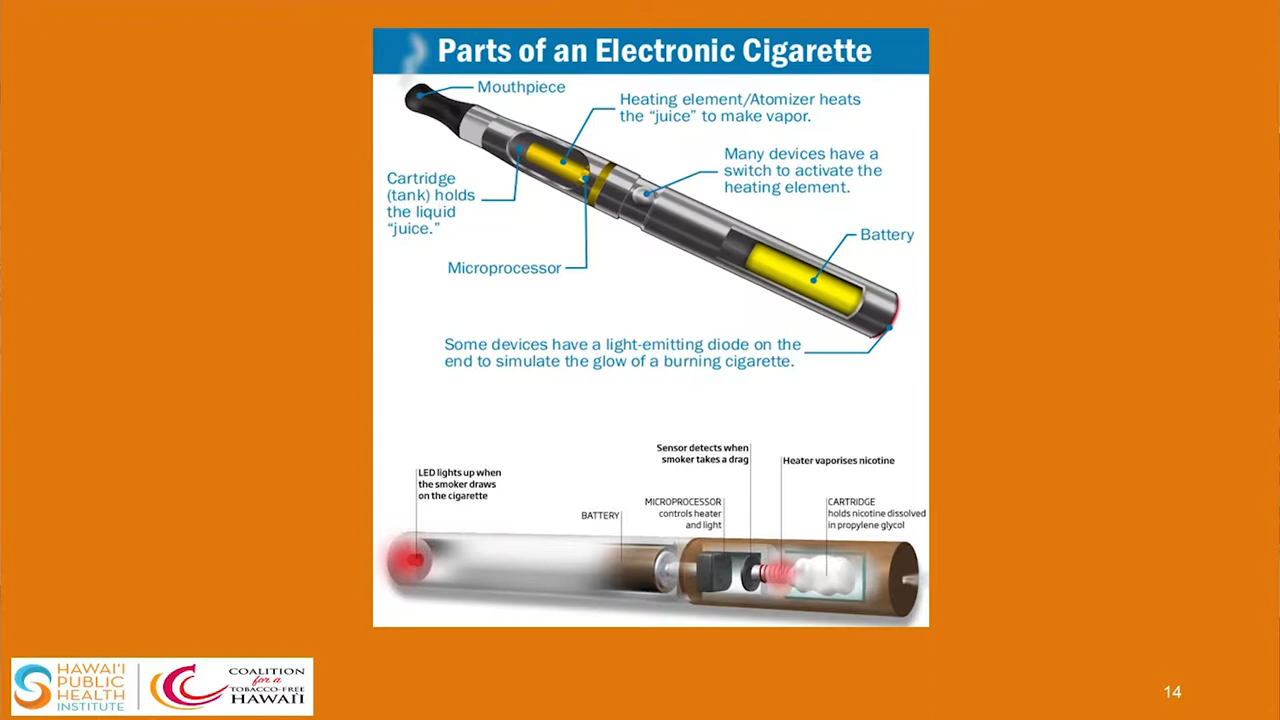 Parts of an Electronic Cigarette
Mouthpiece
Heating element/Atomizer heats
the “juice” to make vapor.
Many devices have a
switch to activate the
heating element.
Cartridge
(tank) holds
the liquid
“juice.”
Battery
Microprocessor
Some devices have a light-emitting diode on the
end to simulate the glow of a burning cigarette.
Sensor detects when
smoker takes a drag
Heater vaporises nicotine
LED lights up when
the smoker draws
on the cigarette
BATTERY
MICROPROCESSOR
controls heater
and light
CARTRIDGE
holds nicotine dissolved
in propylene glycol
HAWAI‘I
PUBLIC
HEALTH
INSTITUTE
COALITION
for a
TOBACCO-FREE
HAWAI‘I
14